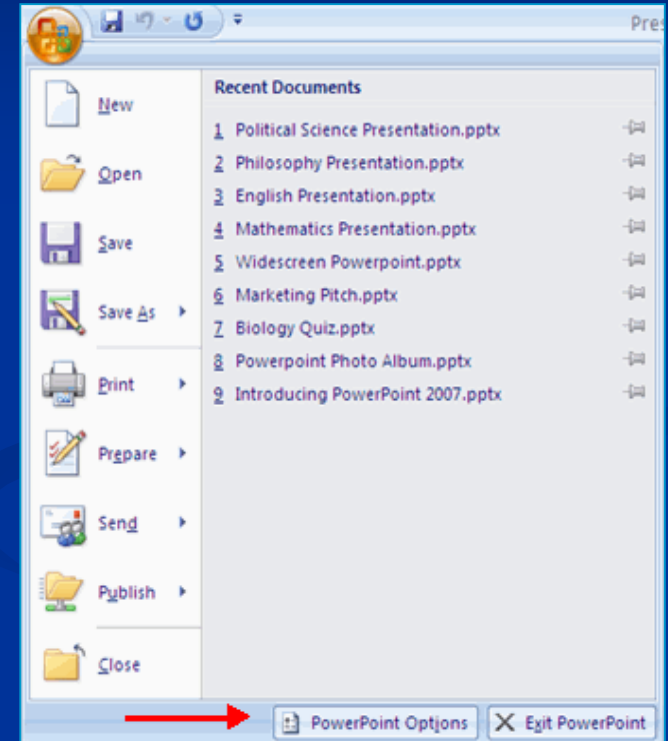 Pres
New
Open
Save
Save As
Print
Prepare
Send
Publish
Close
Recent Documents
1 Political Science Presentation.pptx
2 Philosophy Presentation.pptx
3 English Presentation.pptx
4 Mathematics Presentation.pptx
5 Widescreen Powerpoint.pptx
6 Marketing Pitch.pptx
7 Biology Quiz.pptx
8 Powerpoint Photo Album.pptx
9 Introducing PowerPoint 2007.pptx
PowerPoint Options
Exit PowerPoint